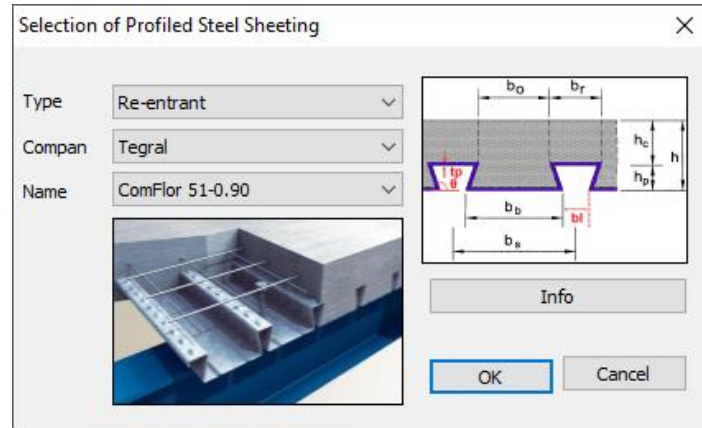 Selection of Profiled Steel Sheeting
Type
Re-entrant
Compan
Tegral
Name
ComFlor 51-0.90
bo
br
hc
h
tp
θ
hp
bb
bl
bs
Info
OK
Cancel